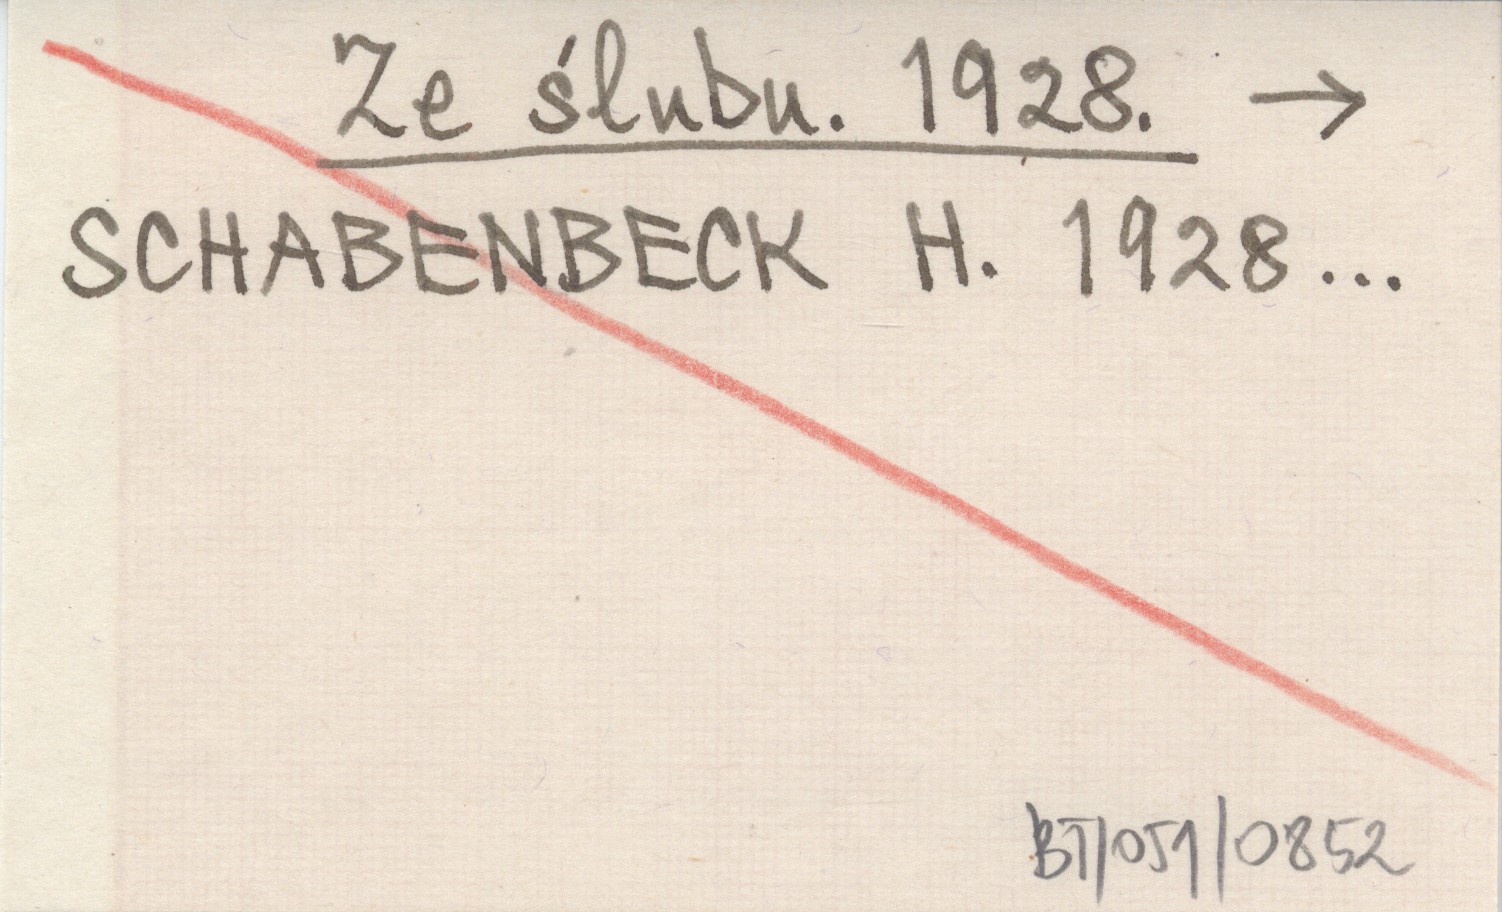 Ze ślubu. 1928. →
SCHABENBECK H. 1928...
BT/051/0852